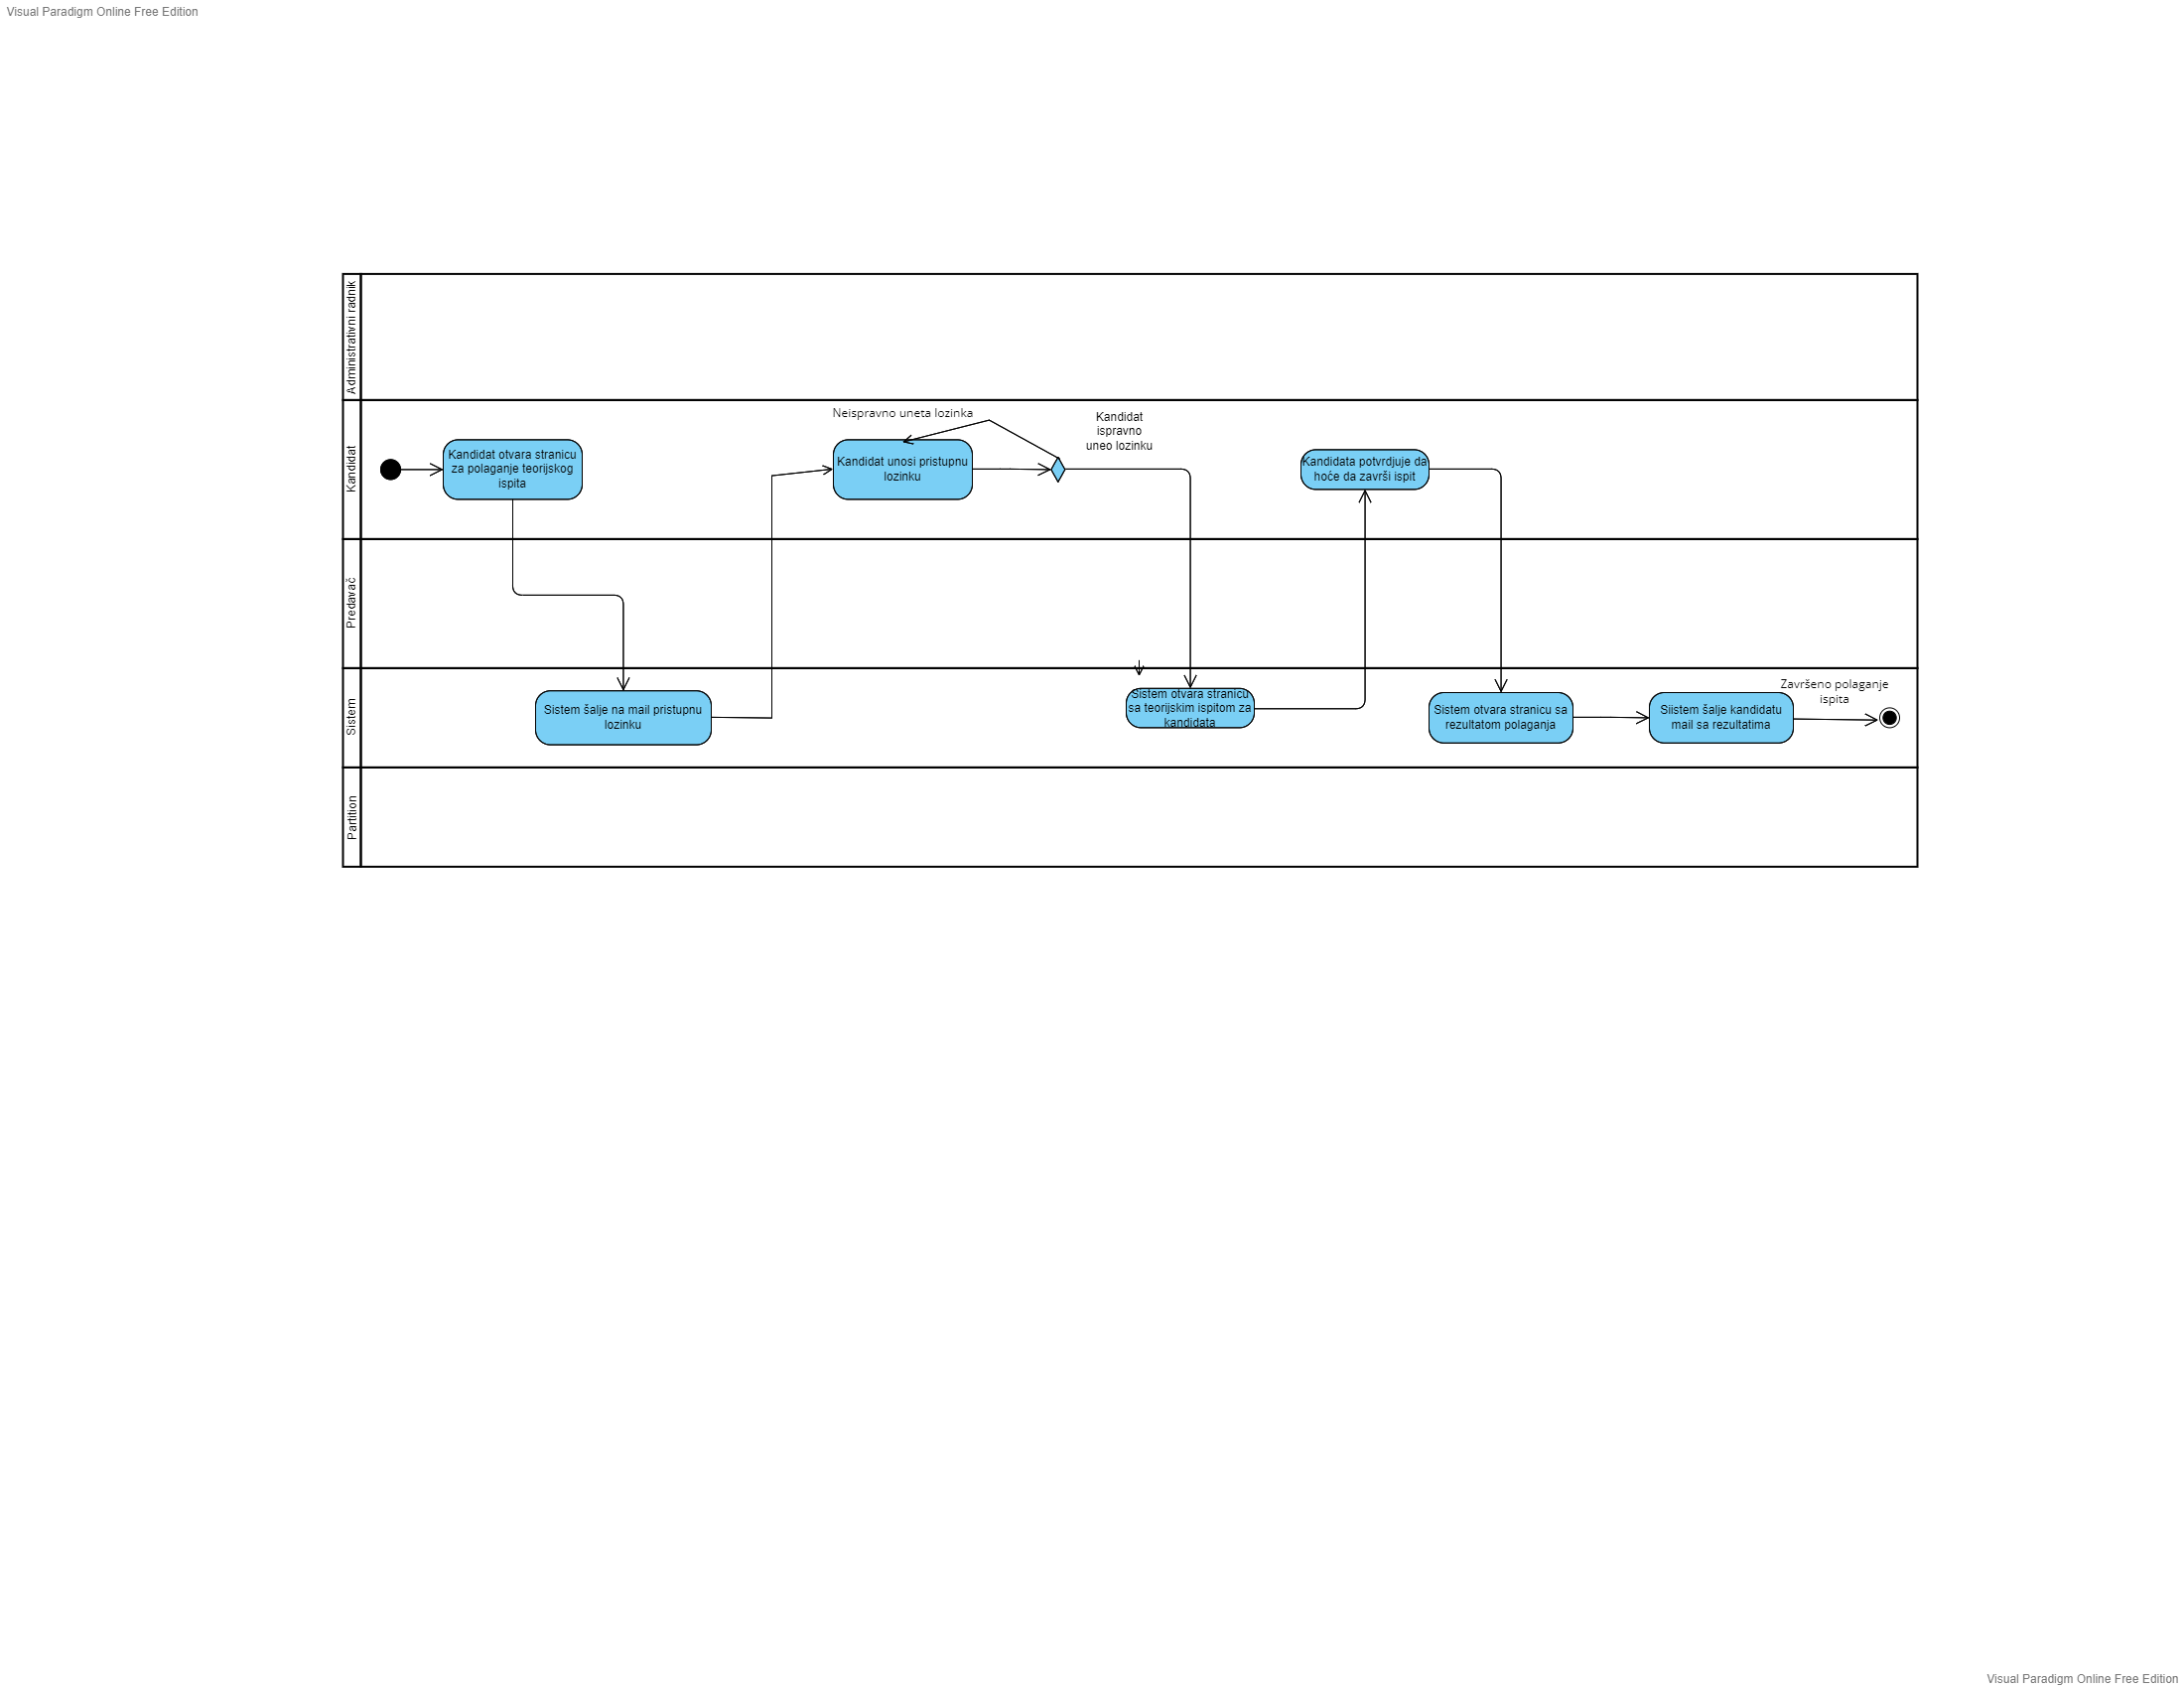 Visual Paradigm Online Free Edition
Administrativni radnik
Kandidat
Kandidat otvara stranicu
za polaganje teorijskog
ispita
Neispravno uneta lozinka
Kandidat unosi pristupnu
lozinku
Kandidat
ispravno
uneo lozinku
Kandidata potvrdjuje da
hoće da završi ispit
Predavač
Sistem
Sistem šalje na mail pristupnu
lozinku
Sistem otvara stranicu
sa teorijskim ispitom za
kandidata
Sistem otvara stranicu sa
rezultatom polaganja
Siistem šalje kandidatu
mail sa rezultatima
Završeno polaganje
ispita
Partition
Visual Paradigm Online Free Edition